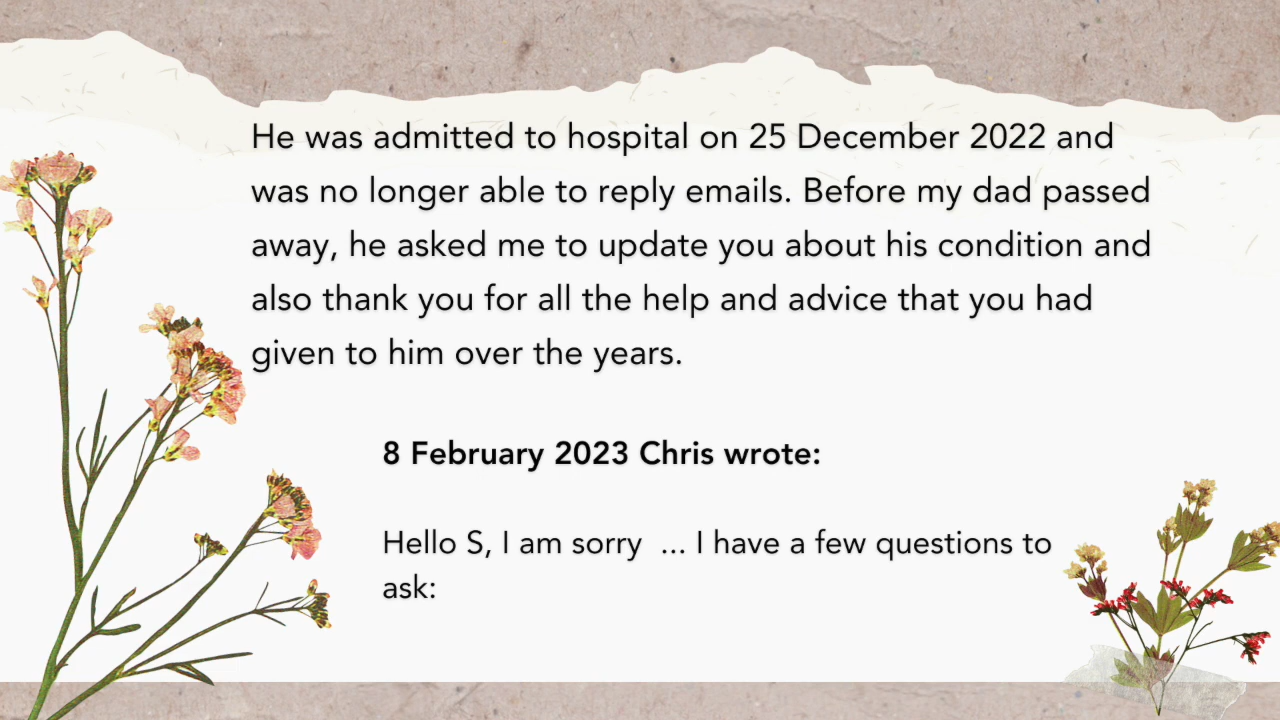 He was admitted to hospital on 25 December 2022 and
was no longer able to reply emails. Before my dad passed
away, he asked me to update you about his condition and
also thank you for all the help and advice that you had
given to him over the years.
8 February 2023 Chris wrote:
Hello S, I am sorry  ... I have a few questions to
ask: